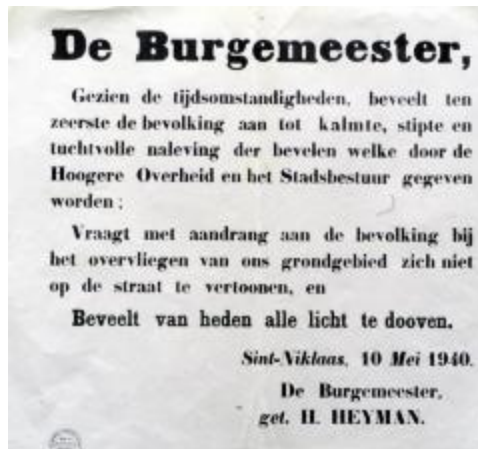 De Burgemeester,
Gezien de tijdsomstandigheden, beveelt ten
zeerste de bevolking aan tot kalmte, stipte en
tuchtvolle naleving der bevelen welke door de
Hoogere Overheid en het Stadsbestuur gegeven
worden ;
Vraagt met aandrang aan de bevolking bij
het overvliegen van ons grondgebied zich niet
op de straat te vertoonen, en
Beveelt van heden alle licht te dooven.
Sint-Niklaas, 10 Mei 1940.
De Burgemeester,
get. H. HEYMAN.